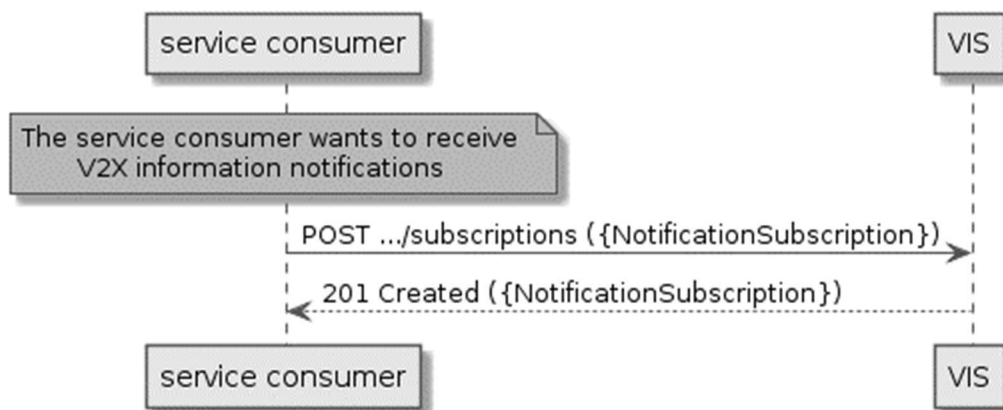 service consumer
VIS
The service consumer wants to receive
V2X information notifications
POST .../subscriptions ({NotificationSubscription})
201 Created ({NotificationSubscription})
service consumer
VIS